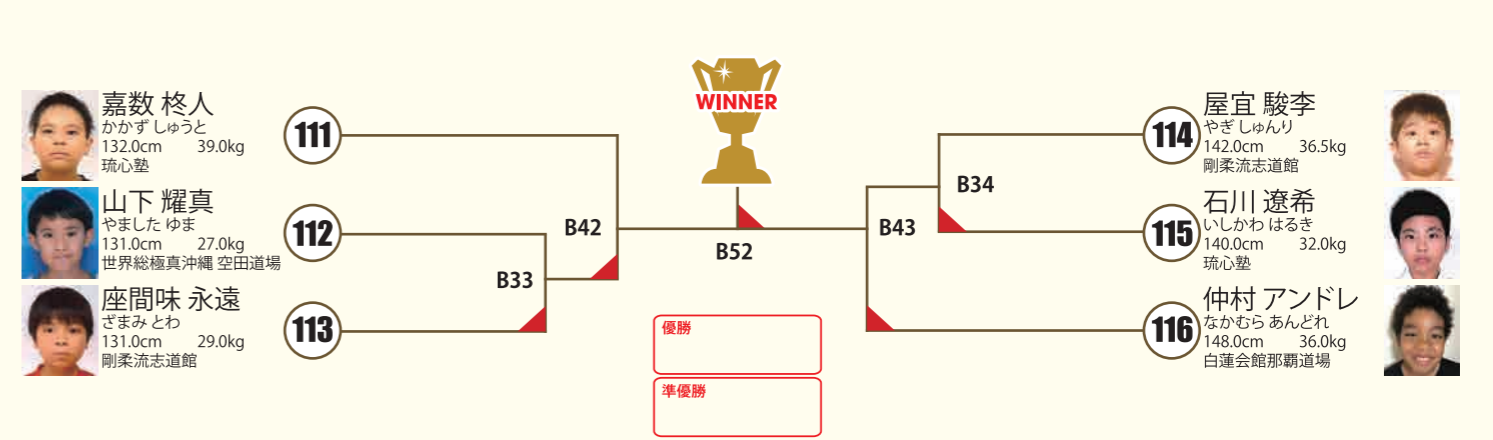 嘉数 柊人
かかず しゅうと
132.0cm 39.0kg
琉心塾
111
山下 耀真
やました ゆま
131.0cm 27.0kg
世界総極真沖縄 空田道場
112
座間味 永遠
ざまみ とわ
131.0cm 29.0kg
剛柔流志道館
113
B33
B42
WINNER
B52
優勝
準優勝
B43
B34
114
屋宜 駿李
やぎ しゅんり
142.0cm 36.5kg
剛柔流志道館
115
石川 遼希
いしかわ はるき
140.0cm 32.0kg
琉心塾
116
仲村 アンドレ
なかむら あんどれ
148.0cm 36.0kg
白蓮会館那覇道場